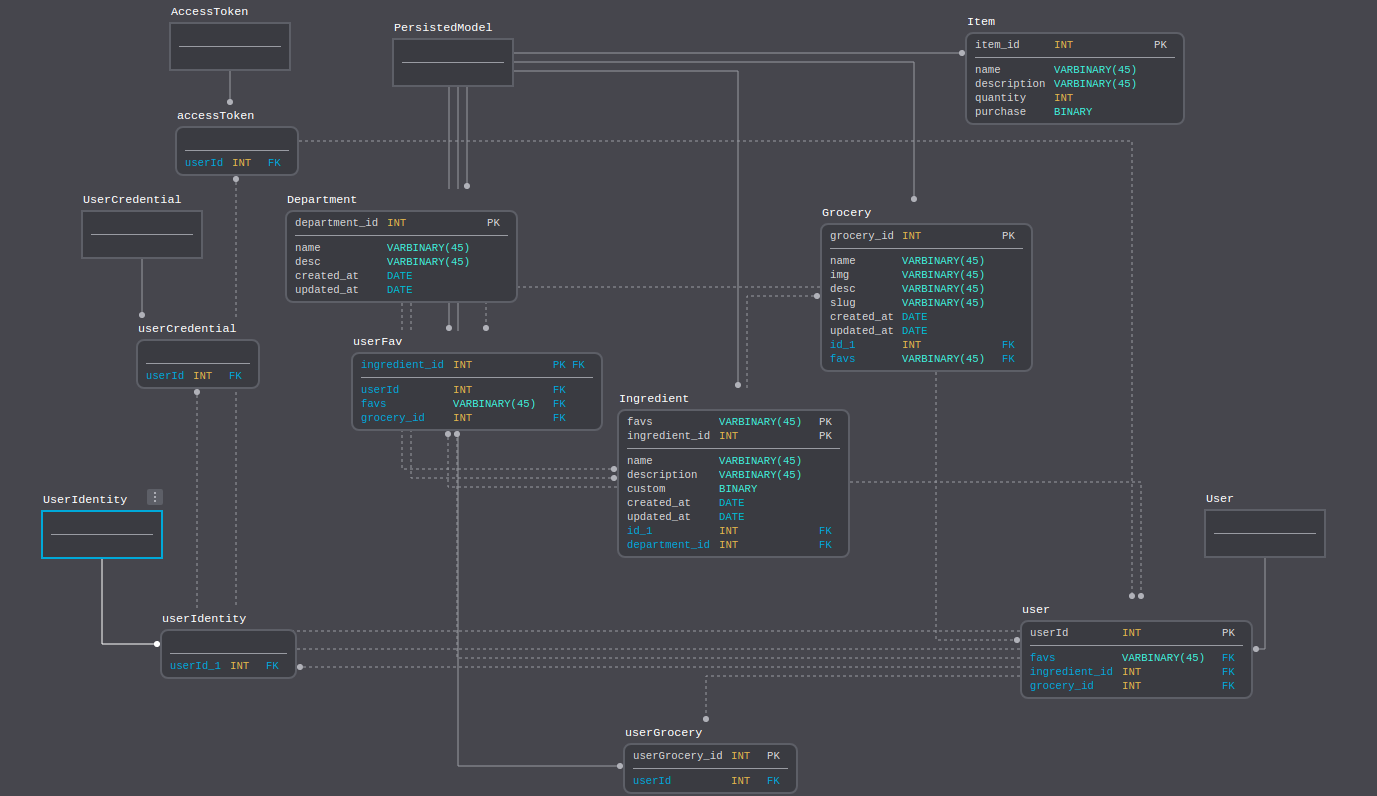 AccessToken
PersistedModel
Item
item_id INT PK
name VARBINARY(45)
description VARBINARY(45)
quantity INT
purchase BINARY
accessToken
userId INT FK
UserCredential
Department
department_id INT PK
name VARBINARY(45)
desc VARBINARY(45)
created_at DATE
updated_at DATE
Grocery
grocery_id INT PK
name VARBINARY(45)
img VARBINARY(45)
desc VARBINARY(45)
slug VARBINARY(45)
created_at DATE
updated_at DATE
id_1 INT FK
favs VARBINARY(45) FK
userCredential
userId INT FK
userFav
ingredient_id INT PK FK
userId INT FK
favs VARBINARY(45) FK
grocery_id INT FK
Ingredient
favs VARBINARY(45) PK
ingredient_id INT PK
name VARBINARY(45)
description VARBINARY(45)
custom BINARY
created_at DATE
updated_at DATE
id_1 INT FK
department_id INT FK
UserIdentity
User
userIdentity
userId_1 INT FK
user
userId INT PK
favs VARBINARY(45) FK
ingredient_id INT FK
grocery_id INT FK
userGrocery
userGrocery_id INT PK
userId INT FK